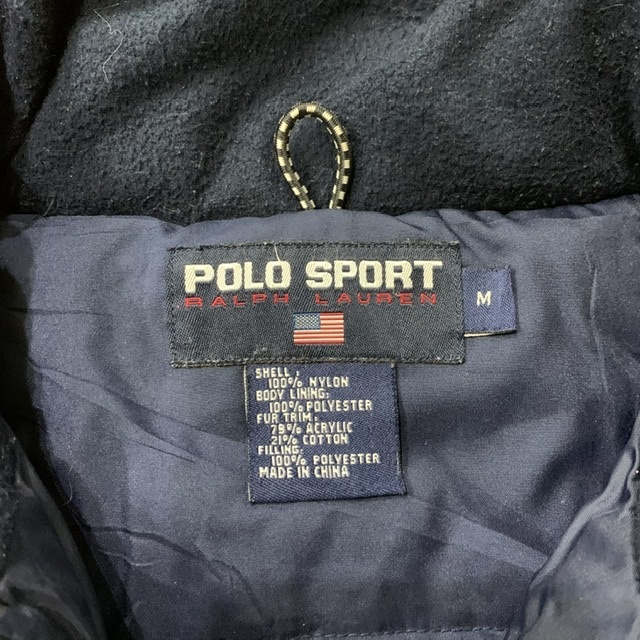 POLO SPORT
RALPH LAUREN
M
SHELL:
100% NYLON
BODY LINING:
100% POLYESTER
FUR TRIM:
79% ACRYLIC
21% COTTON
FILLING:
100% POLYESTER
MADE IN CHINA